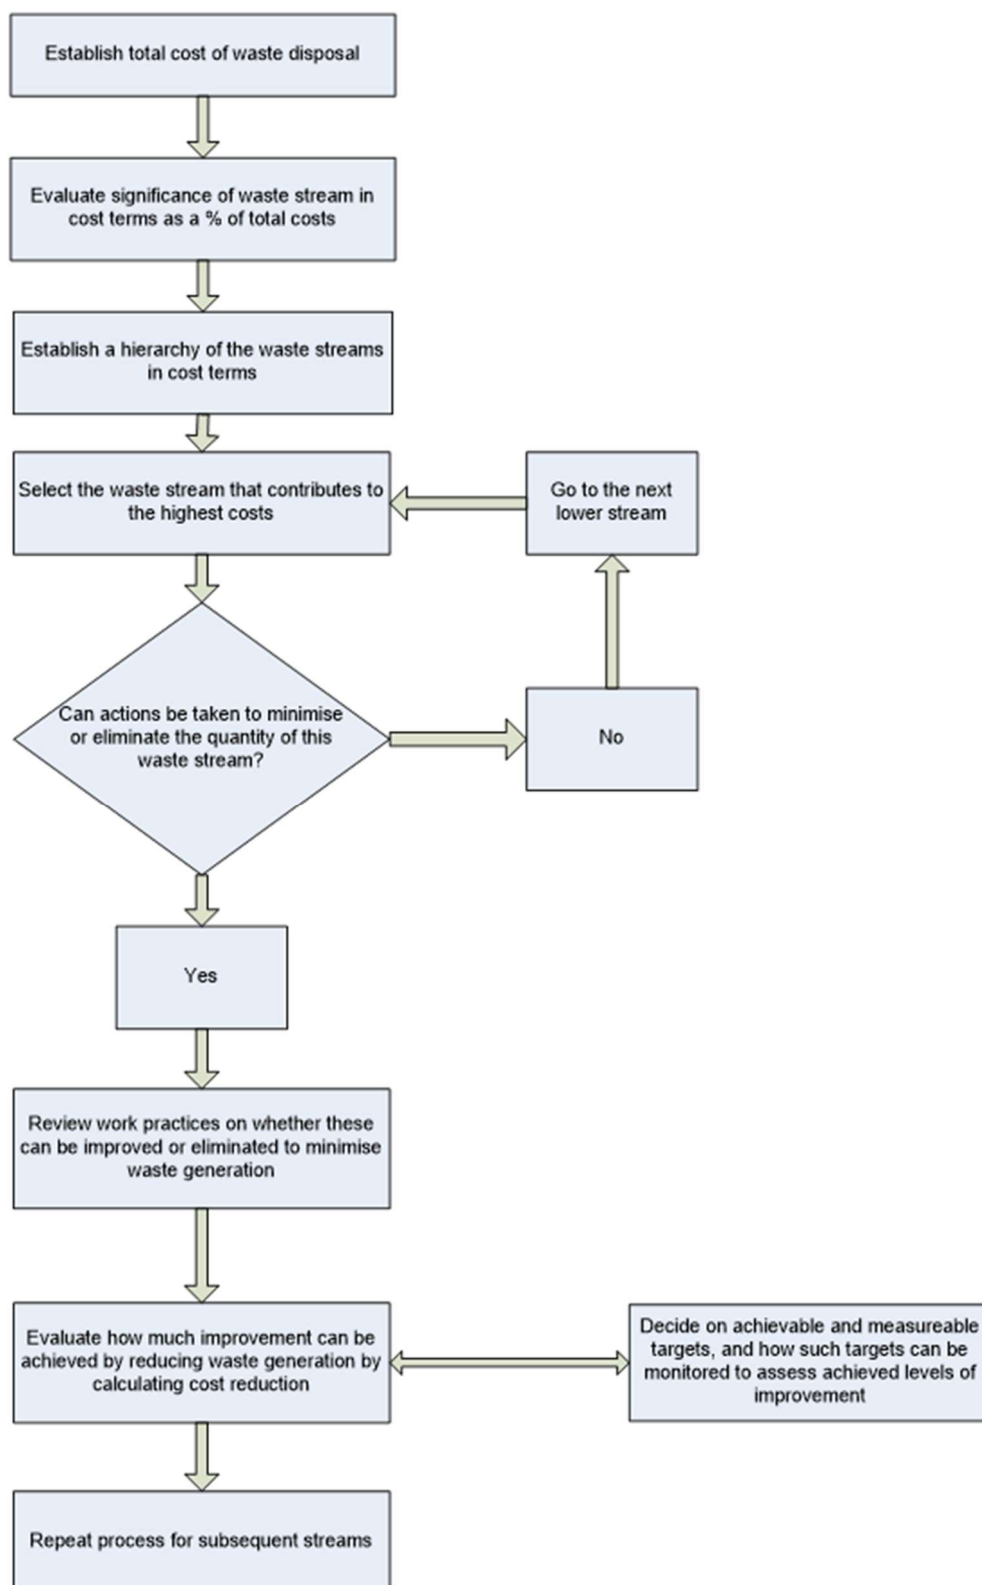 Establish total cost of waste disposal
Evaluate significance of waste stream in
cost terms as a % of total costs
Establish a hierarchy of the waste streams
in cost terms
Select the waste stream that contributes to
the highest costs
Go to the next
lower stream
Can actions be taken to minimise
or eliminate the quantity of this
waste stream?
No
Yes
Review work practices on whether these
can be improved or eliminated to minimise
waste generation
Evaluate how much improvement can be
achieved by reducing waste generation by
calculating cost reduction
Decide on achievable and measureable
targets, and how such targets can be
monitored to assess achieved levels of
improvement
Repeat process for subsequent streams